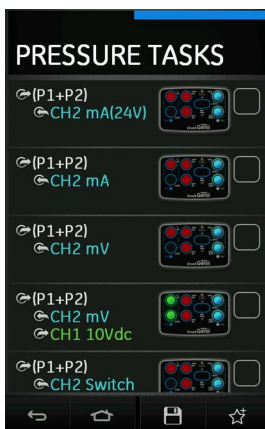 PRESSURE TASKS
(P1+P2)
CH2 mA(24V)
(P1+P2)
CH2 mA
(P1+P2)
CH2 mV
(P1+P2)
CH2 mV
CH1 10Vdc
(P1+P2)
CH2 Switch